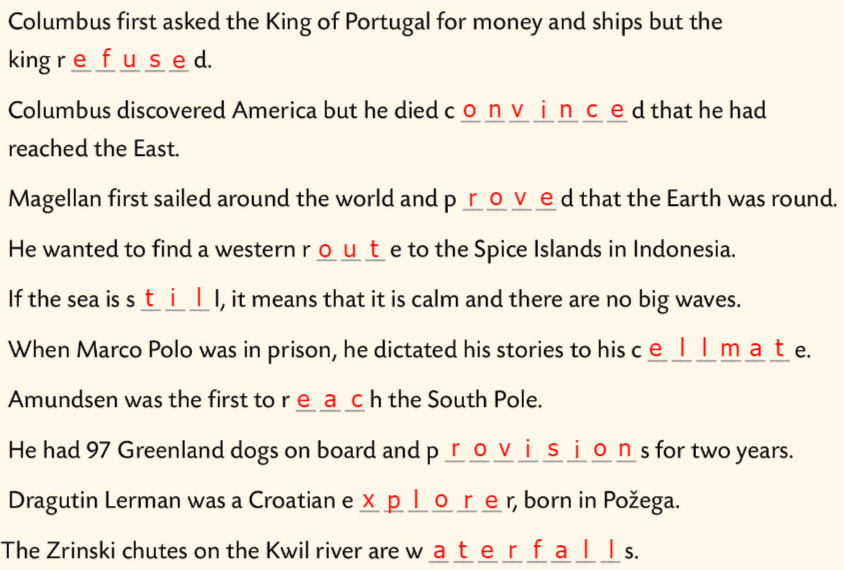 Columbus first asked the King of Portugal for money and ships but the
king r e f u s e d.
Columbus discovered America but he died c o n v i n c e d that he had
reached the East.
Magellan first sailed around the world and p r o v e d that the Earth was round.
He wanted to find a western r o u t e to the Spice Islands in Indonesia.
If the sea is s t i l l, it means that it is calm and there are no big waves.
When Marco Polo was in prison, he dictated his stories to his c e l l m a t e.
Amundsen was the first to r e a c h the South Pole.
He had 97 Greenland dogs on board and p r o v i s i o n s for two years.
Dragutin Lerman was a Croatian e x p l o r e r, born in Požega.
The Zrinski chutes on the Kwil river are w a t e r f a l l s.